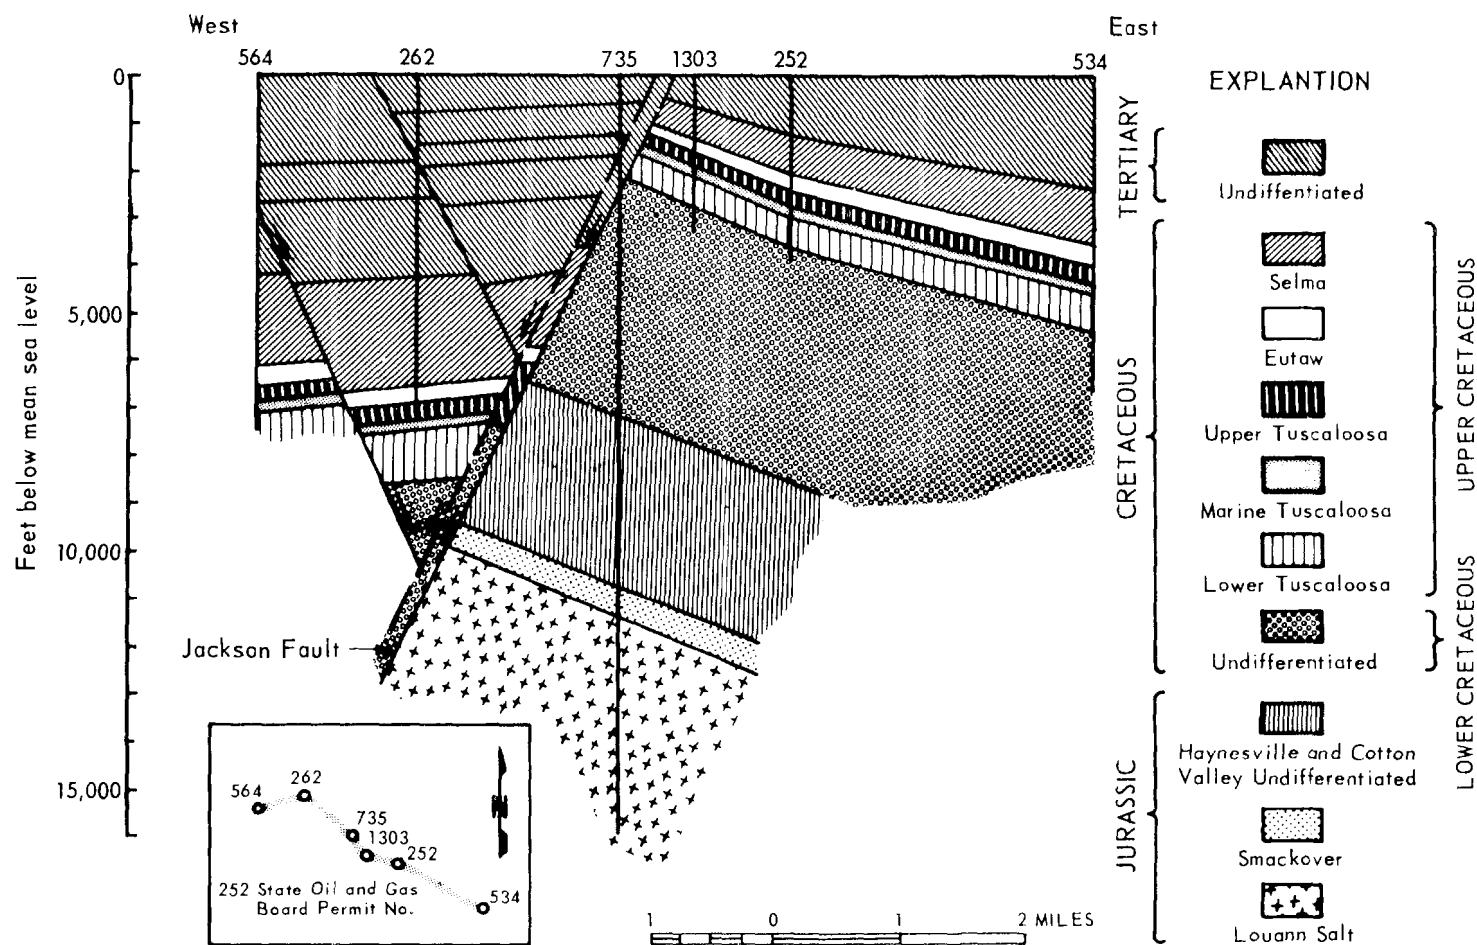 West
East
564
262
735
1303
252
534
0
5,000
10,000
15,000
Feet below mean sea level
Jackson Fault
564
262
735
1303
252
534
N
252 State Oil and Gas
Board Permit No.
1 0 1 2 MILES
EXPLANTION
TERTIARY
Undiffentiated
CRETACEOUS
Selma
Eutaw
Upper Tuscaloosa
Marine Tuscaloosa
Lower Tuscaloosa
UPPER CRETACEOUS
Undifferentiated
LOWER CRETACEOUS
JURASSIC
Haynesville and Cotton
Valley Undifferentiated
Smackover
Louann Salt